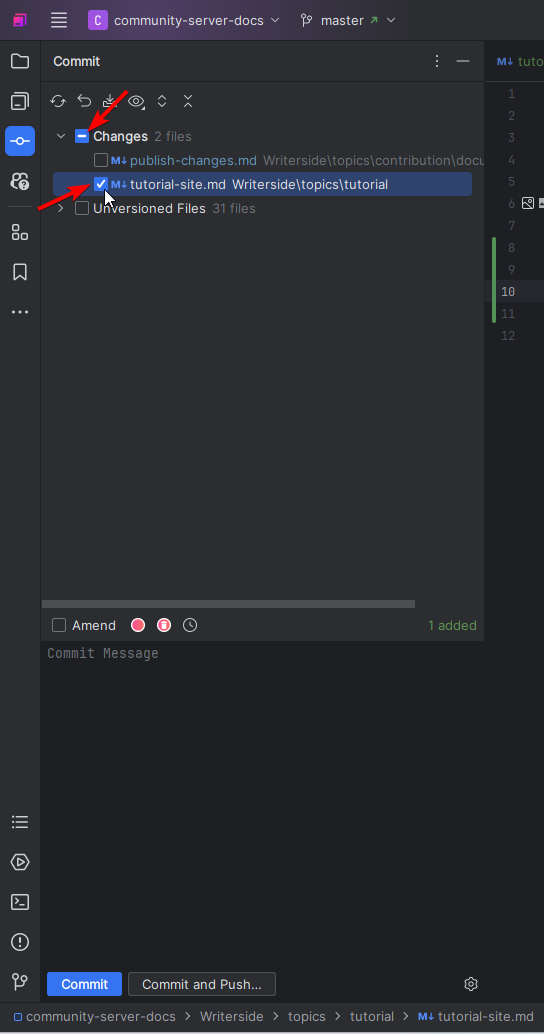 C community-server-docs master
Commit
M↓ tuto
Changes 2 files
M↓ publish-changes.md Writerside\topics\contribution\docu
M↓ tutorial-site.md Writerside\topics\tutorial
Unversioned Files 31 files
1
2
3
4
5
6
7
8
9
10
11
12
Amend 1 added
Commit Message
Commit Commit and Push...
community-server-docs > Writerside > topics > tutorial > M↓ tutorial-site.md